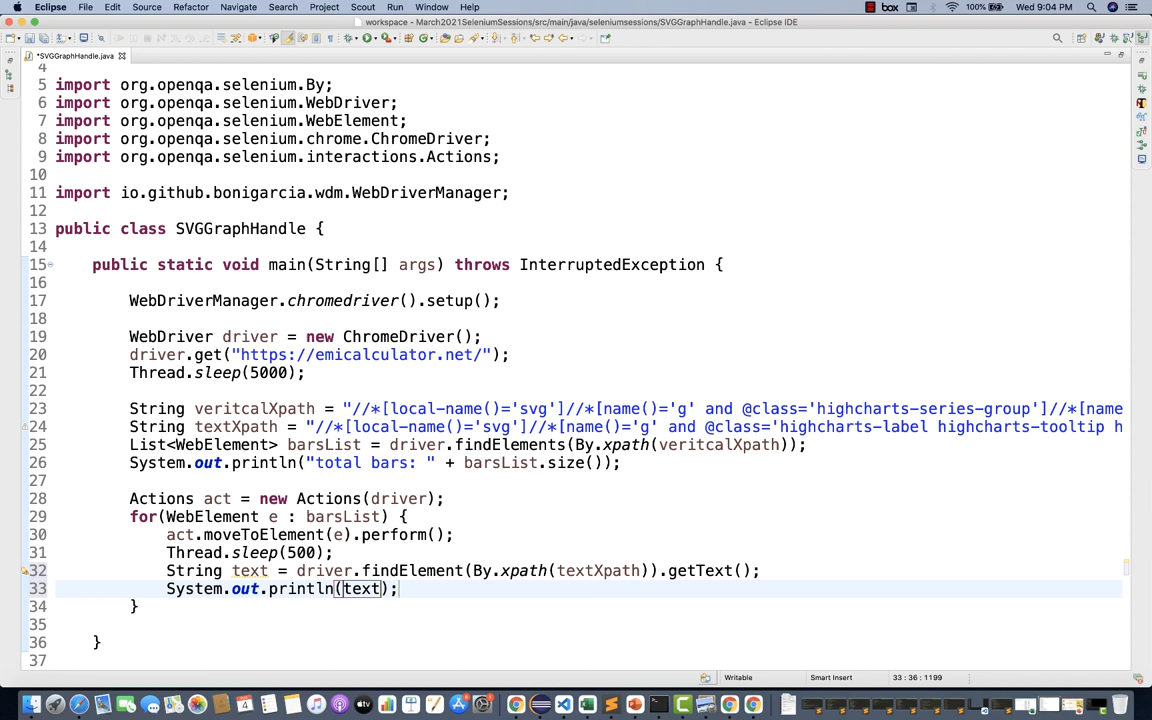 Eclipse File Edit Source Refactor Navigate Search Project Scout Run Window Help box 100% Wed 9:04 PM
workspace - March2021SeleniumSessions/src/main/java/seleniumsessions/SVGGraphHandle.java - Eclipse IDE
*SVGGraphHandle.java
4
5 import org.openqa.selenium.By;
6 import org.openqa.selenium.WebDriver;
7 import org.openqa.selenium.WebElement;
8 import org.openqa.selenium.chrome.ChromeDriver;
9 import org.openqa.selenium.interactions.Actions;
10
11 import io.github.bonigarcia.wdm.WebDriverManager;
12
13 public class SVGGraphHandle {
14
15 public static void main(String[] args) throws InterruptedException {
16
17 WebDriverManager.chromedriver().setup();
18
19 WebDriver driver = new ChromeDriver();
20 driver.get("https://emicalculator.net/");
21 Thread.sleep(5000);
22
23 String veritcalXpath = "//*[local-name()='svg']//*[name()='g' and @class='highcharts-series-group']//*[name
24 String textXpath = "//*[local-name()='svg']//*[name()='g' and @class='highcharts-label highcharts-tooltip h
25 List<WebElement> barsList = driver.findElements(By.xpath(veritcalXpath));
26 System.out.println("total bars: " + barsList.size());
27
28 Actions act = new Actions(driver);
29 for(WebElement e : barsList) {
30 act.moveToElement(e).perform();
31 Thread.sleep(500);
32 String text = driver.findElement(By.xpath(textXpath)).getText();
33 System.out.println(text);
34 }
35
36 }
37
Writable Smart Insert 33 : 36 : 1199